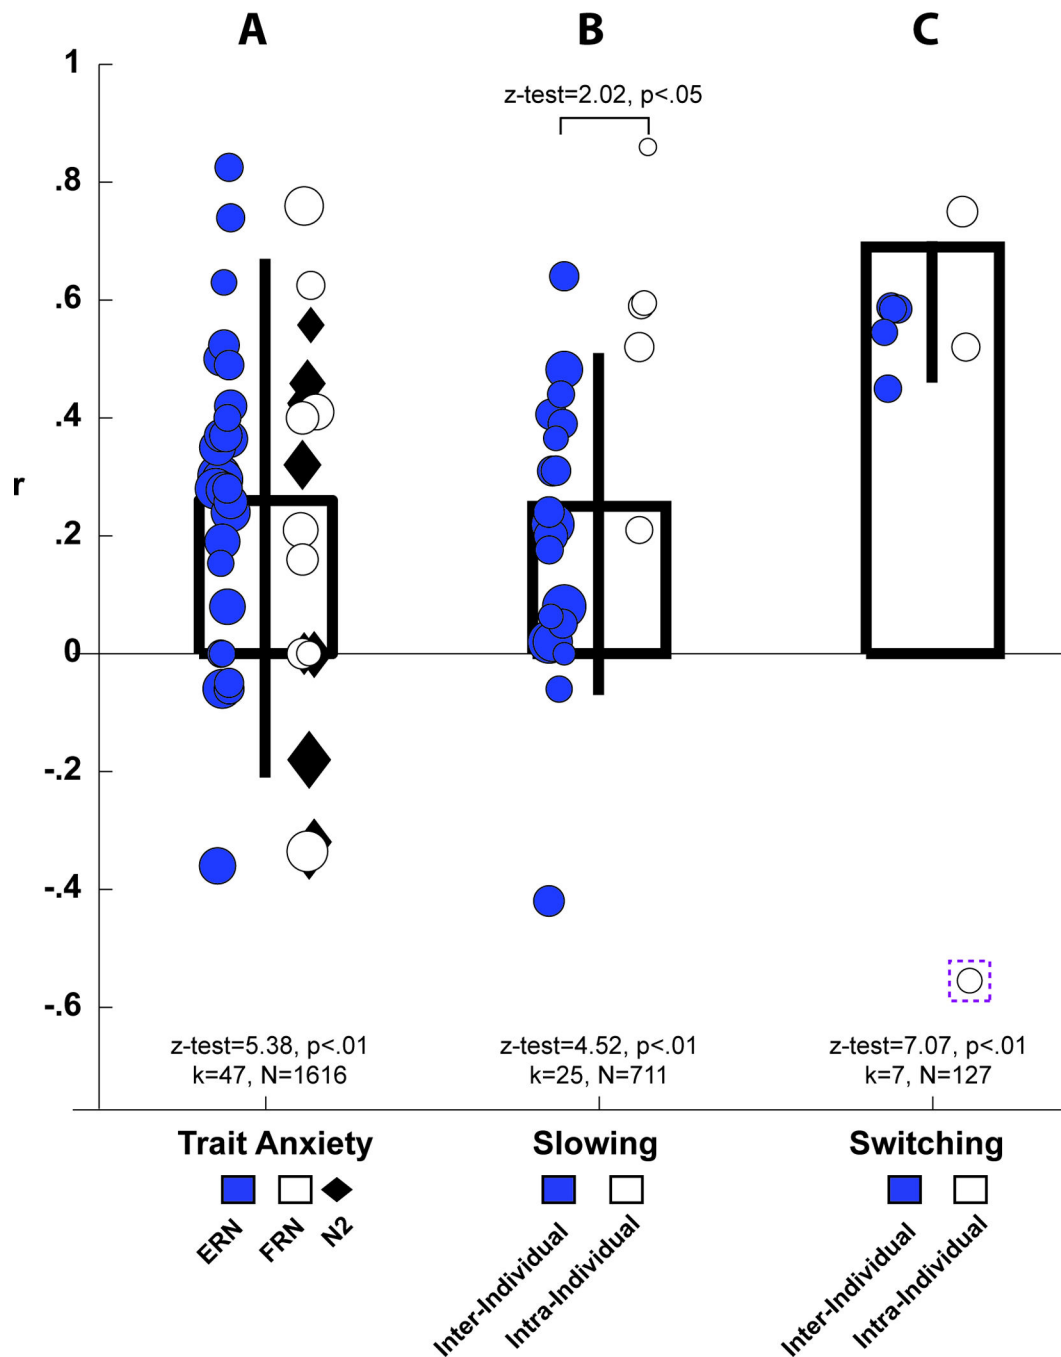 A B C
1
.8
.6
.4
.2
0
-.2
-.4
-.6
r
z-test=2.02, p<.05
z-test=5.38, p<.01
k=47, N=1616
z-test=4.52, p<.01
k=25, N=711
z-test=7.07, p<.01
k=7, N=127
Trait Anxiety
ERN
FRN
N2
Slowing
Inter-Individual
Intra-Individual
Switching
Inter-Individual
Intra-Individual